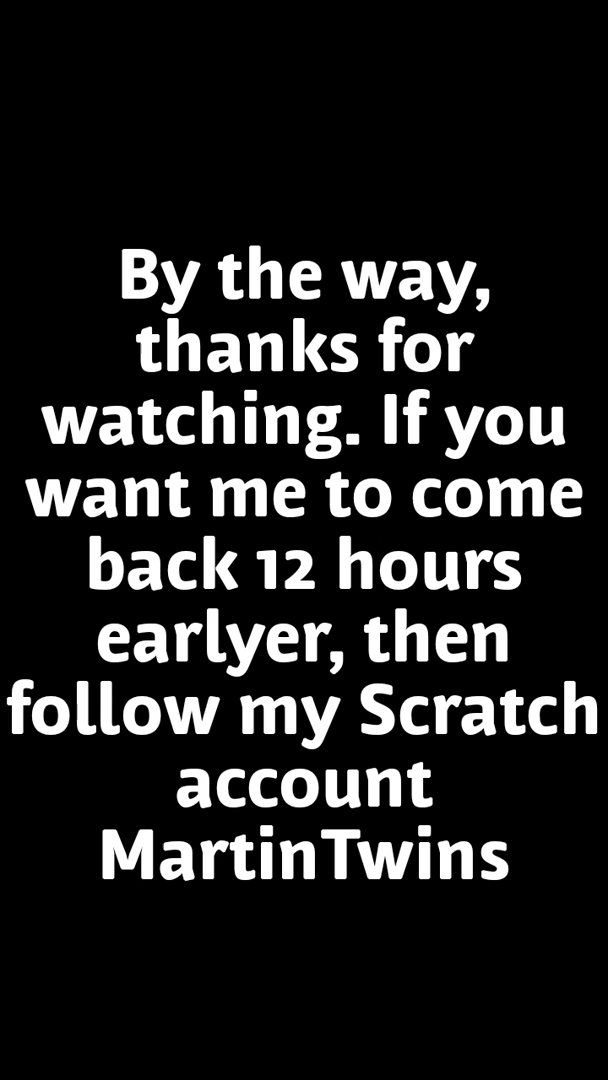 By the way,
thanks for
watching. If you
want me to come
back 12 hours
earlyer, then
follow my Scratch
account
MartinTwins